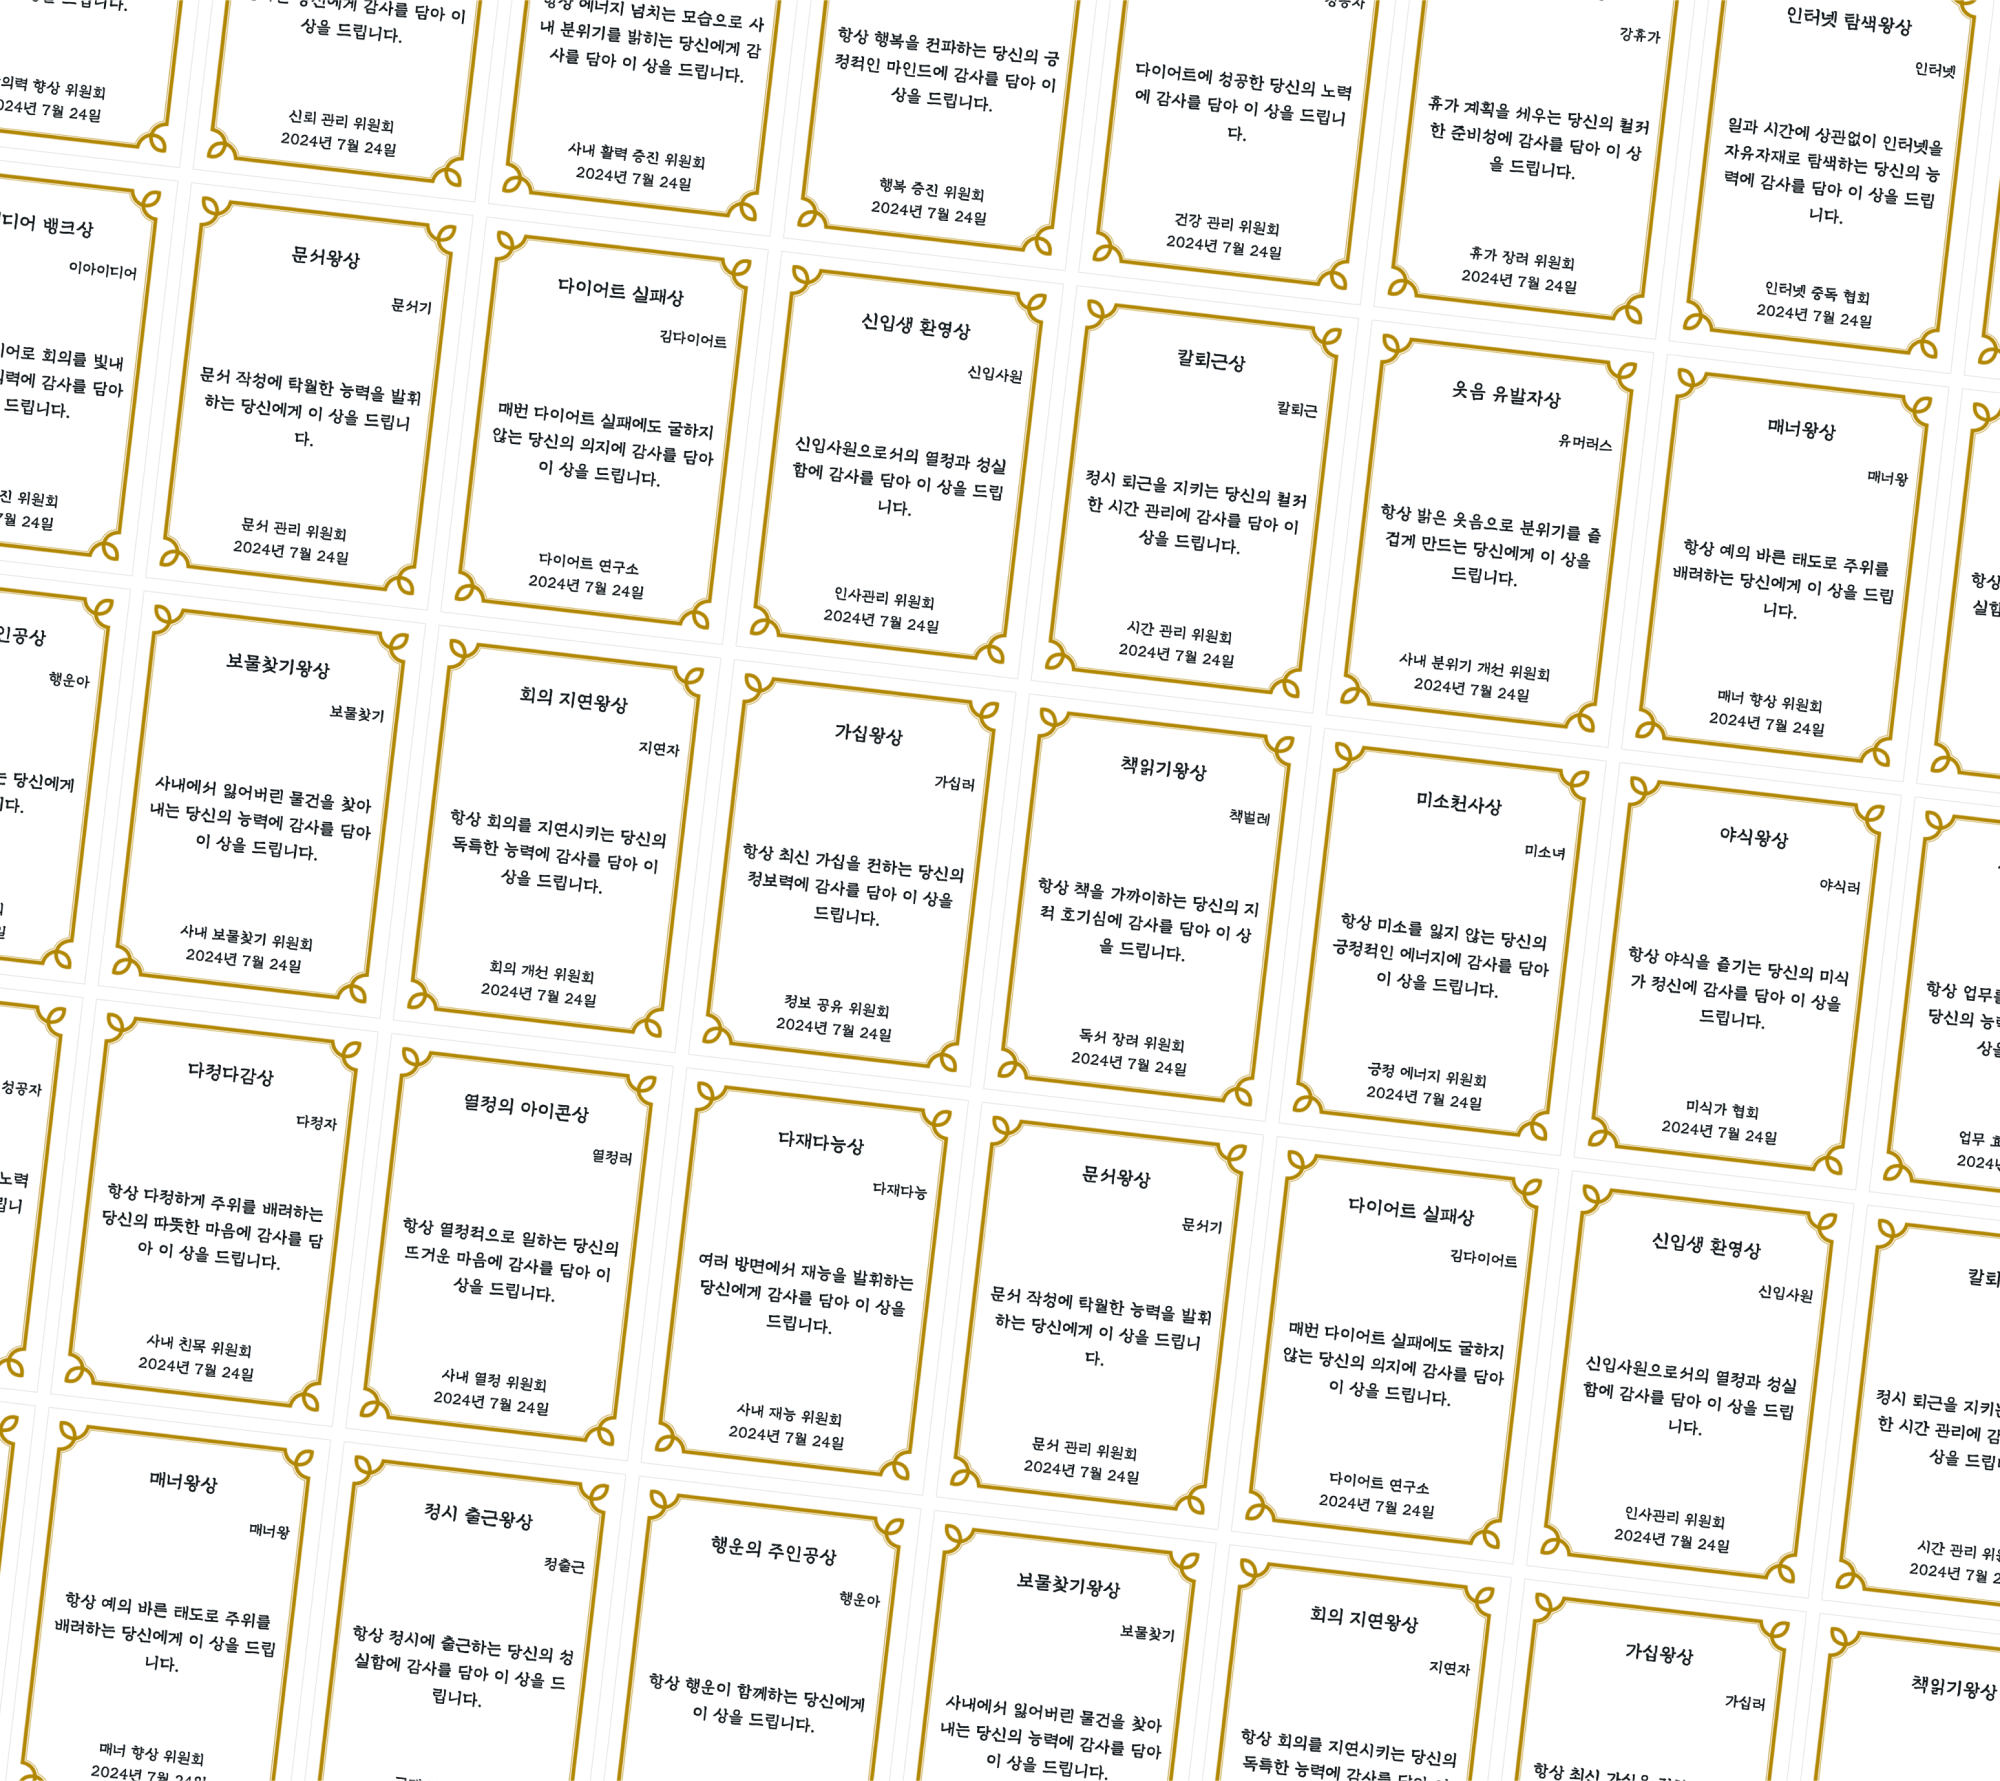 드립니다.
의력 향상 위원회
024년 7월 24일
당신에게 감사를 담아 이
상을 드립니다.
신뢰 관리 위원회
2024년 7월 24일
항상 에너지 넘치는 모습으로 사
내 분위기를 밝히는 당신에게 감
사를 담아 이 상을 드립니다.
사내 활력 증진 위원회
2024년 7월 24일
항상 행복을 전파하는 당신의 긍
정적인 마인드에 감사를 담아 이
상을 드립니다.
행복 증진 위원회
2024년 7월 24일
다이어트에 성공한 당신의 노력
에 감사를 담아 이 상을 드립니
다.
건강 관리 위원회
2024년 7월 24일
강휴가
휴가 계획을 세우는 당신의 철저
한 준비성에 감사를 담아 이 상
을 드립니다.
휴가 장려 위원회
2024년 7월 24일
인터넷 탐색왕상
인터넷
일과 시간에 상관없이 인터넷을
자유자재로 탐색하는 당신의 능
력에 감사를 담아 이 상을 드립
니다.
인터넷 중독 협회
2024년 7월 24일
디어 뱅크상
이아이디어
어로 회의를 빛내
력에 감사를 담아
드립니다.
진 위원회
7월 24일
문서왕상
문서기
문서 작성에 탁월한 능력을 발휘
하는 당신에게 이 상을 드립니
다.
문서 관리 위원회
2024년 7월 24일
다이어트 실패상
김다이어트
매번 다이어트 실패에도 굴하지
않는 당신의 의지에 감사를 담아
이 상을 드립니다.
다이어트 연구소
2024년 7월 24일
신입생 환영상
신입사원
신입사원으로서의 열정과 성실
함에 감사를 담아 이 상을 드립
니다.
인사관리 위원회
2024년 7월 24일
칼퇴근상
칼퇴근
정시 퇴근을 지키는 당신의 철저
한 시간 관리에 감사를 담아 이
상을 드립니다.
시간 관리 위원회
2024년 7월 24일
웃음 유발자상
유머러스
항상 밝은 웃음으로 분위기를 즐
겁게 만드는 당신에게 이 상을
드립니다.
사내 분위기 개선 위원회
2024년 7월 24일
매너왕상
매너왕
항상 예의 바른 태도로 주위를
배려하는 당신에게 이 상을 드립
니다.
매너 향상 위원회
2024년 7월 24일
항상
실함
인공상
행운아
는 당신에게
니다.
보물찾기왕상
보물찾기
사내에서 잃어버린 물건을 찾아
내는 당신의 능력에 감사를 담아
이 상을 드립니다.
사내 보물찾기 위원회
2024년 7월 24일
회의 지연왕상
지연자
항상 회의를 지연시키는 당신의
독특한 능력에 감사를 담아 이
상을 드립니다.
회의 개선 위원회
2024년 7월 24일
가십왕상
가십러
항상 최신 가십을 전하는 당신의
정보력에 감사를 담아 이 상을
드립니다.
정보 공유 위원회
2024년 7월 24일
책읽기왕상
책벌레
항상 책을 가까이하는 당신의 지
적 호기심에 감사를 담아 이 상
을 드립니다.
독서 장려 위원회
2024년 7월 24일
미소천사상
미소녀
항상 미소를 잃지 않는 당신의
긍정적인 에너지에 감사를 담아
이 상을 드립니다.
긍정 에너지 위원회
2024년 7월 24일
야식왕상
야식러
항상 야식을 즐기는 당신의 미식
가 정신에 감사를 담아 이 상을
드립니다.
미식가 협회
2024년 7월 24일
항상 업무를
당신의 능력
상을
업무 효
2024년
성공자
노력
립니
다정다감상
다정자
항상 다정하게 주위를 배려하는
당신의 따뜻한 마음에 감사를 담
아 이 상을 드립니다.
사내 친목 위원회
2024년 7월 24일
열정의 아이콘상
열정러
항상 열정적으로 일하는 당신의
뜨거운 마음에 감사를 담아 이
상을 드립니다.
사내 열정 위원회
2024년 7월 24일
다재다능상
다재다능
여러 방면에서 재능을 발휘하는
당신에게 감사를 담아 이 상을
드립니다.
사내 재능 위원회
2024년 7월 24일
문서왕상
문서기
문서 작성에 탁월한 능력을 발휘
하는 당신에게 이 상을 드립니
다.
문서 관리 위원회
2024년 7월 24일
다이어트 실패상
김다이어트
매번 다이어트 실패에도 굴하지
않는 당신의 의지에 감사를 담아
이 상을 드립니다.
다이어트 연구소
2024년 7월 24일
신입생 환영상
신입사원
신입사원으로서의 열정과 성실
함에 감사를 담아 이 상을 드립
니다.
인사관리 위원회
2024년 7월 24일
칼퇴
정시 퇴근을 지키는
한 시간 관리에 감
상을 드립니
시간 관리 위원
2024년 7월 2
매너왕상
매너왕
항상 예의 바른 태도로 주위를
배려하는 당신에게 이 상을 드립
니다.
매너 향상 위원회
2024년 7월 24일
정시 출근왕상
정출근
항상 정시에 출근하는 당신의 성
실함에 감사를 담아 이 상을 드
립니다.
행운의 주인공상
행운아
항상 행운이 함께하는 당신에게
이 상을 드립니다.
보물찾기왕상
보물찾기
사내에서 잃어버린 물건을 찾아
내는 당신의 능력에 감사를 담아
이 상을 드립니다.
회의 지연왕상
지연자
항상 회의를 지연시키는 당신의
독특한 능력에 감사를 담아 이
가십왕상
가십러
항상 최신 가십을
책읽기왕상